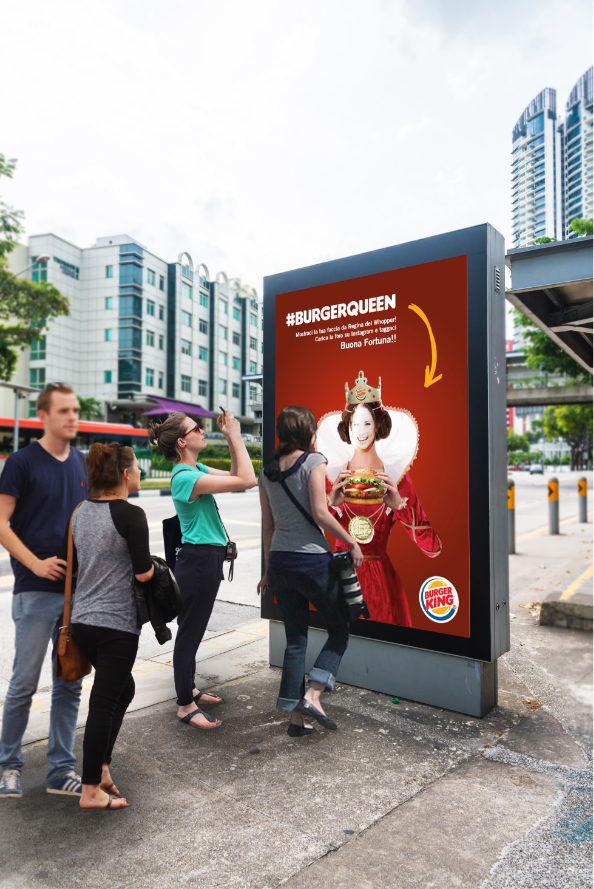 #BURGERQUEEN
Mostraci la tua faccia da Regina del Whopper!
Carica la foto su Instagram e taggaci
Buona Fortuna!!
BURGER
KING